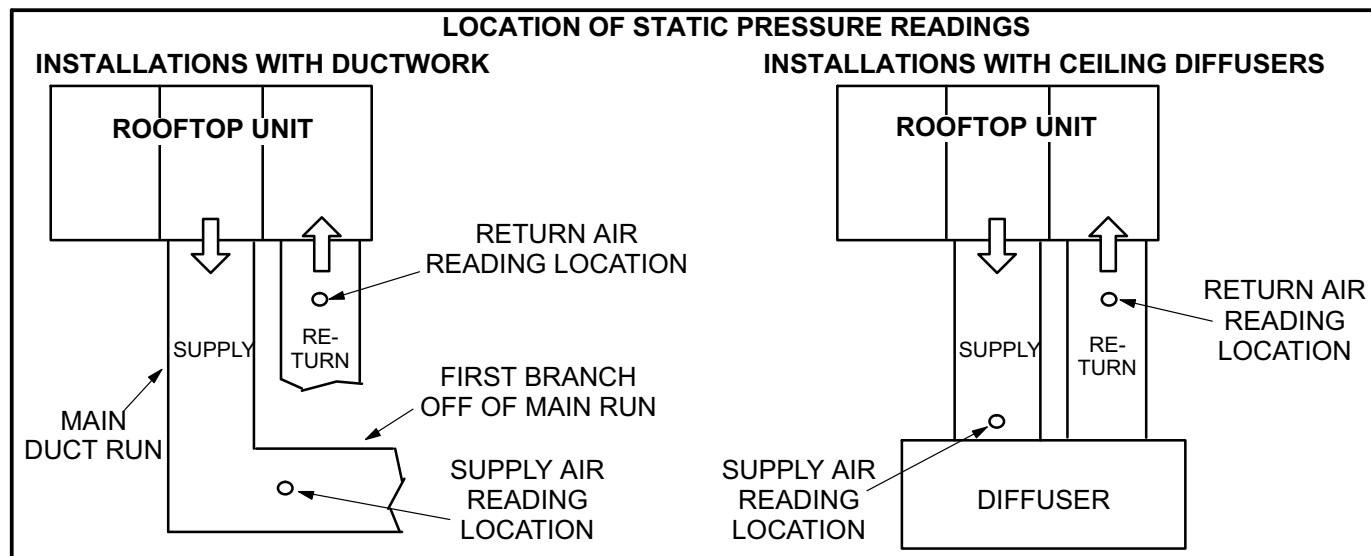 LOCATION OF STATIC PRESSURE READINGS
INSTALLATIONS WITH DUCTWORK
ROOFTOP UNIT
RETURN AIR
READING LOCATION
SUPPLY
RE-
TURN
MAIN
DUCT RUN
FIRST BRANCH
OFF OF MAIN RUN
SUPPLY AIR
READING
LOCATION
INSTALLATIONS WITH CEILING DIFFUSERS
ROOFTOP UNIT
RETURN AIR
READING
LOCATION
SUPPLY
RE-
TURN
SUPPLY AIR
READING
LOCATION
DIFFUSER